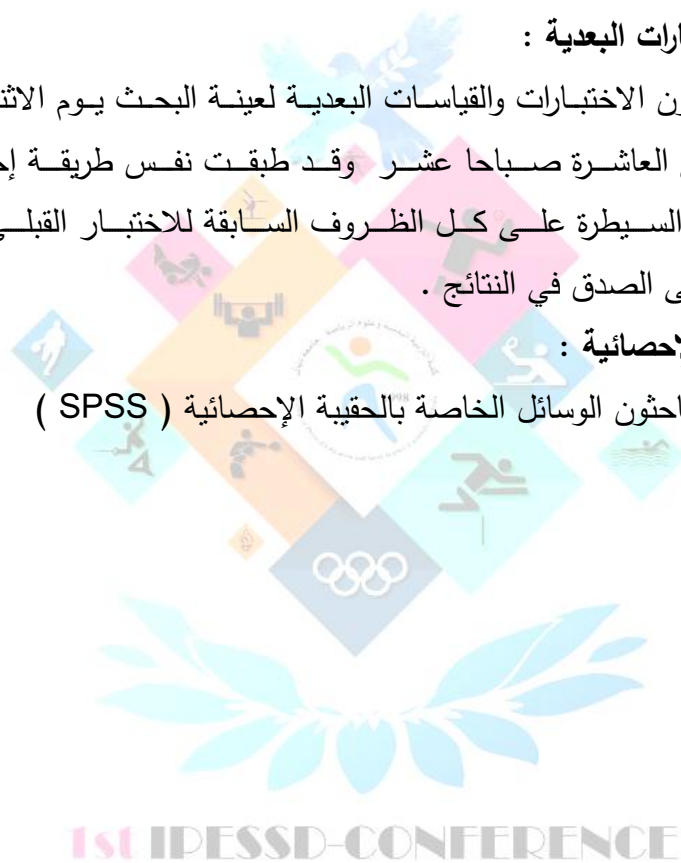 ارات البعدية :
ون الاختبارات والقياسات البعدية لعينة البحث يوم الاثن
العاشرة صباحا عشر وقد طبقت نفس طريقة إج
السيطرة على كل الظروف السابقة للاختبار القبلي
ى الصدق في النتائج .
لاحصائية :
احثون الوسائل الخاصة بالحقيبة الإحصائية ( SPSS )
1st IPESSD-CONFERENCE